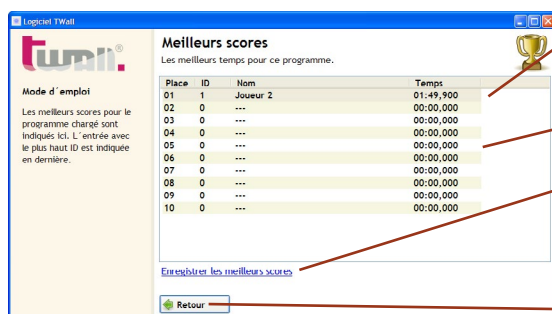 Logiciel TWall
twall®
Mode d´emploi
Les meilleurs scores pour le
programme chargé sont
indiqués ici. L´entrée avec
le plus haut ID est indiquée
en dernière.
Meilleurs scores
Les meilleurs temps pour ce programme.
Place ID Nom Temps
01 1 Joueur 2 01:49,900
02 0 --- 00:00,000
03 0 --- 00:00,000
04 0 --- 00:00,000
05 0 --- 00:00,000
06 0 --- 00:00,000
07 0 --- 00:00,000
08 0 --- 00:00,000
09 0 --- 00:00,000
10 0 --- 00:00,000
Enregistrer les meilleurs scores
Retour